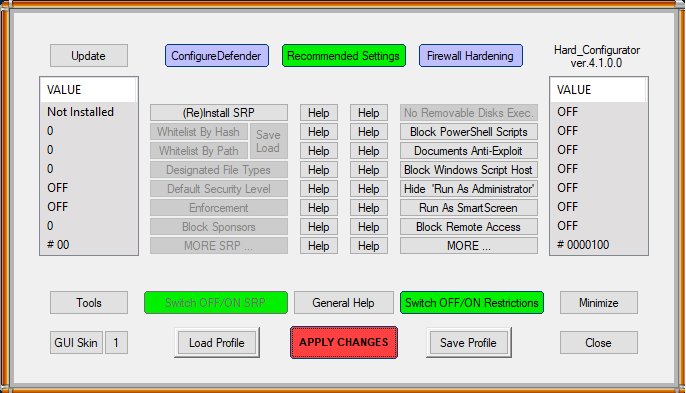 Update ConfigureDefender Recommended Settings Firewall Hardening Hard_Configurator
ver.4.1.0.0
VALUE VALUE
Not Installed (Re)Install SRP Help Help No Removable Disks Exec. OFF
0 Whitelist By Hash Save Help Help Block PowerShell Scripts OFF
0 Whitelist By Path Load Help Help Documents Anti-Exploit OFF
0 Designated File Types Help Help Block Windows Script Host OFF
OFF Default Security Level Help Help Hide 'Run As Administrator' OFF
OFF Enforcement Help Help Run As SmartScreen OFF
0 Block Sponsors Help Help Block Remote Access OFF
# 00 MORE SRP ... Help Help MORE ... # 0000100
Tools Switch OFF/ON SRP General Help Switch OFF/ON Restrictions Minimize
GUI Skin 1 Load Profile APPLY CHANGES Save Profile Close